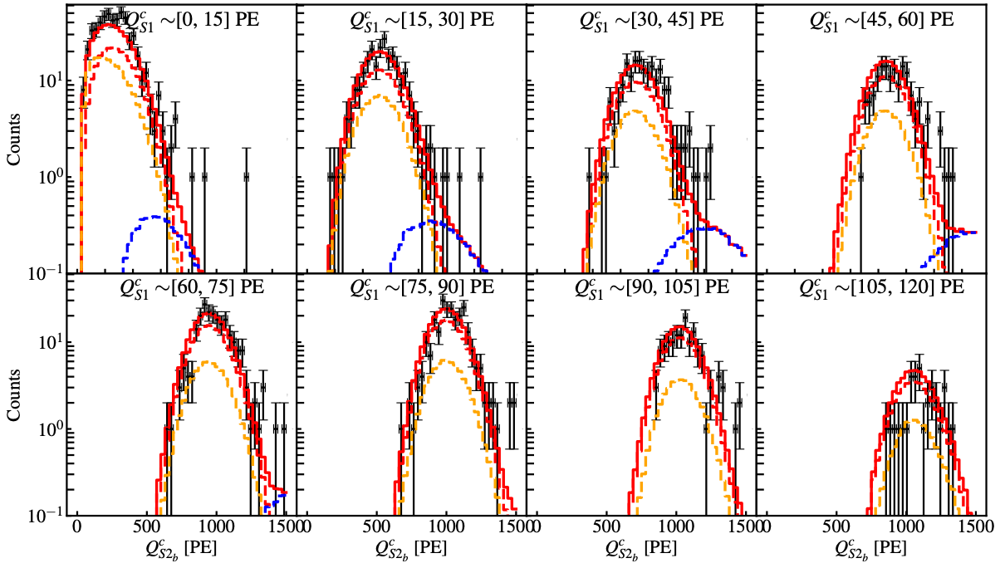 Q^c_{S1} ~[0, 15] PE
Q^c_{S1} ~[15, 30] PE
Q^c_{S1} ~[30, 45] PE
Q^c_{S1} ~[45, 60] PE
Counts
10^1
10^0
10^{-1}
Q^c_{S1} ~[60, 75] PE
Q^c_{S1} ~[75, 90] PE
Q^c_{S1} ~[90, 105] PE
Q^c_{S1} ~[105, 120] PE
Counts
10^1
10^0
10^{-1}
0 500 1000 1500 0 500 1000 1500 0 500 1000 1500 0 500 1000 1500
Q^c_{S2_b} [PE] Q^c_{S2_b} [PE] Q^c_{S2_b} [PE] Q^c_{S2_b} [PE]